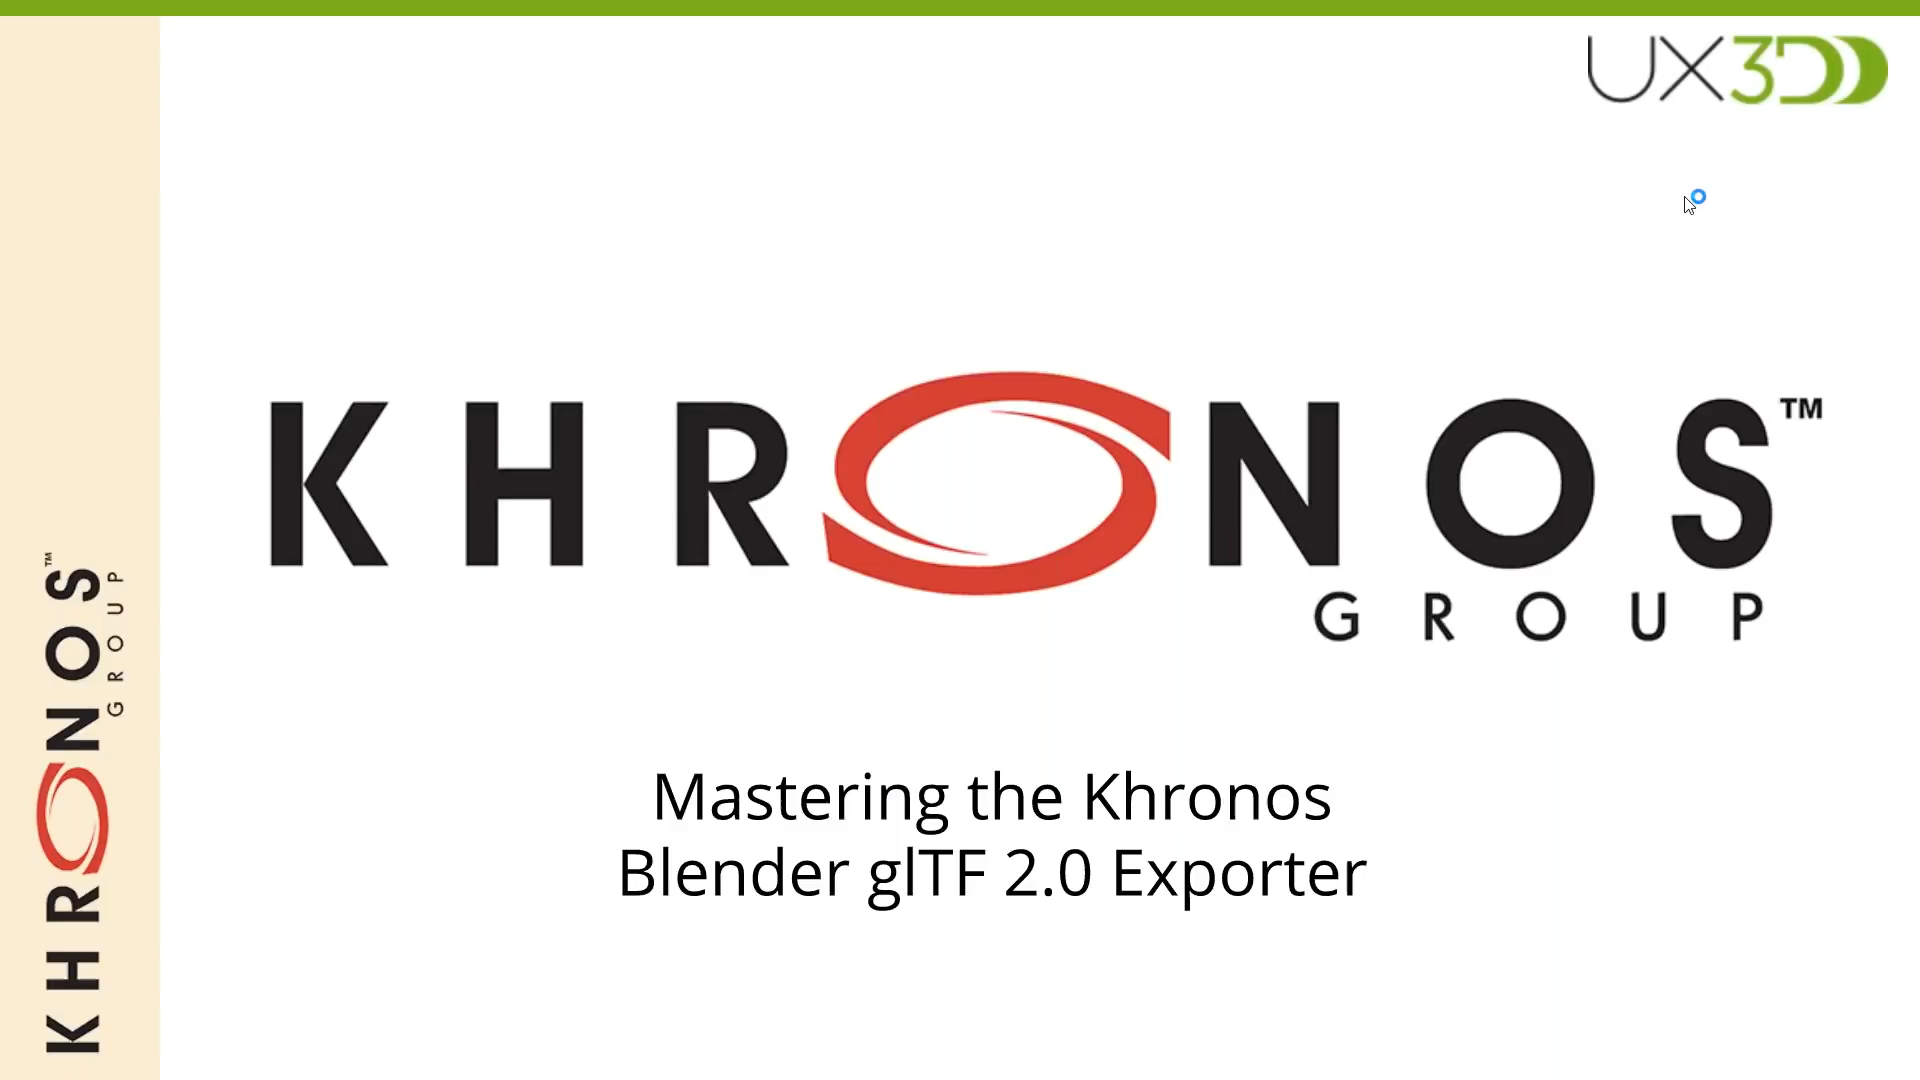 UX3D
KHRONOS™
GROUP
Mastering the Khronos
Blender glTF 2.0 Exporter
KHRONOS™
GROUP